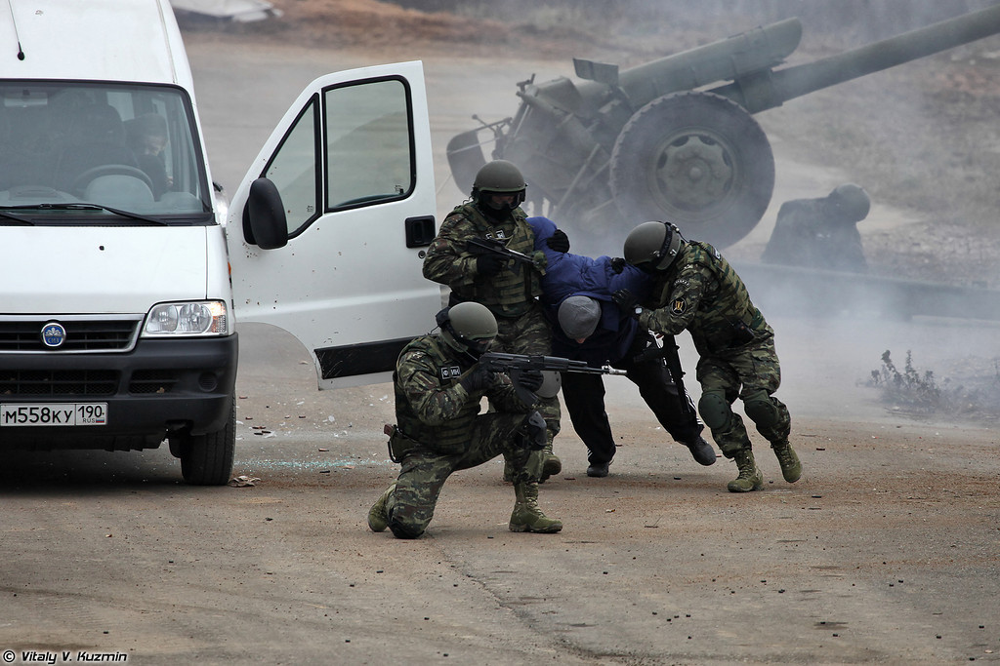 М558КУ 190
RUS
© Vitaly V. Kuzmin